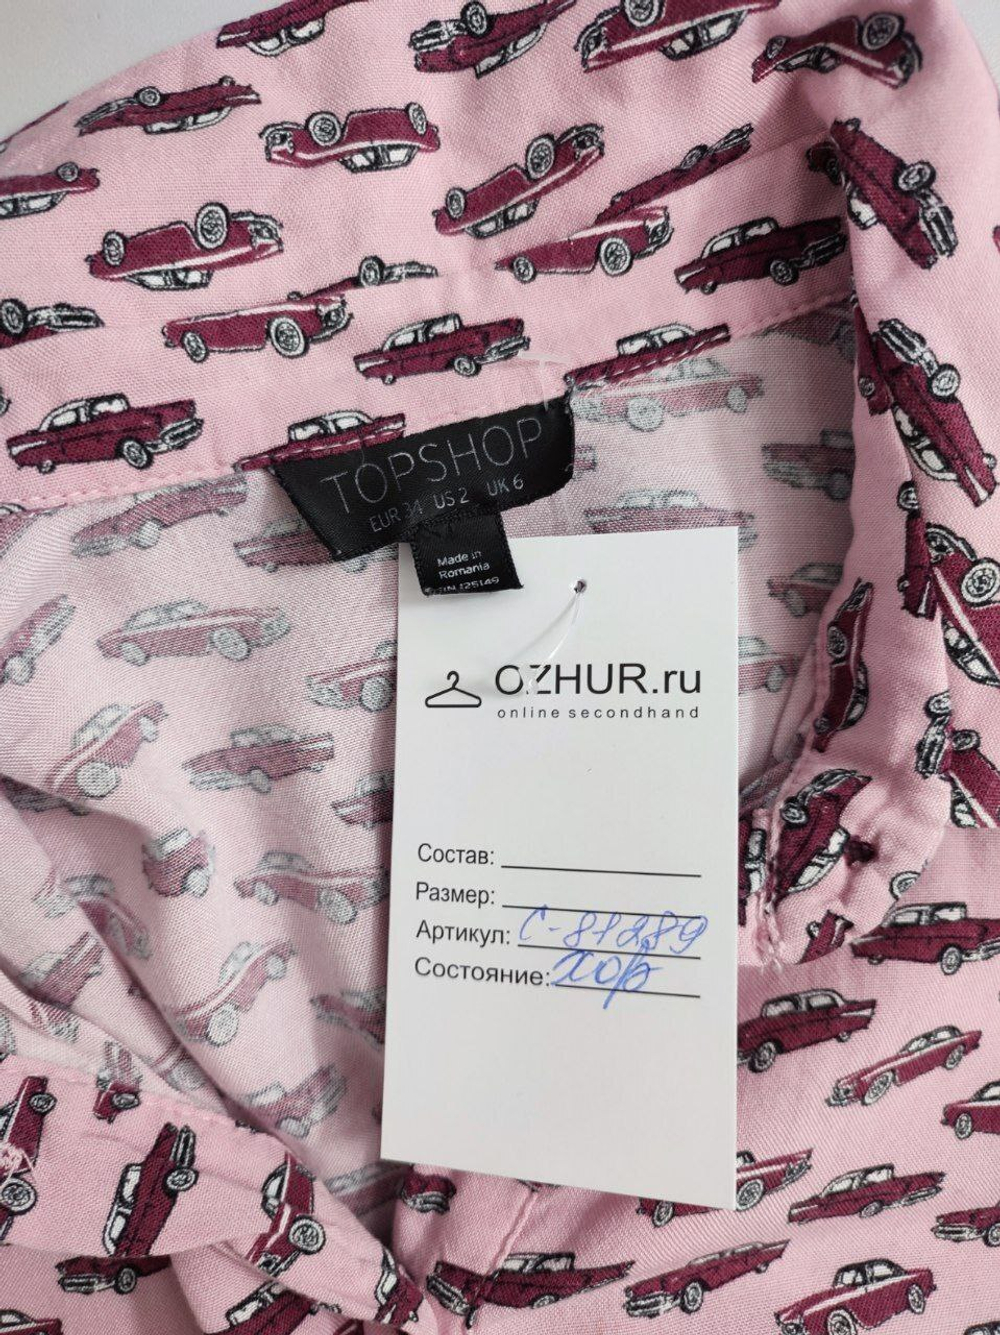 TOPSHOP
EUR 34 US 2 UK 6
Made in
Romania
125149
OZHUR.ru
online secondhand
Состав:
Размер:
Артикул: С-81289
Состояние: хор